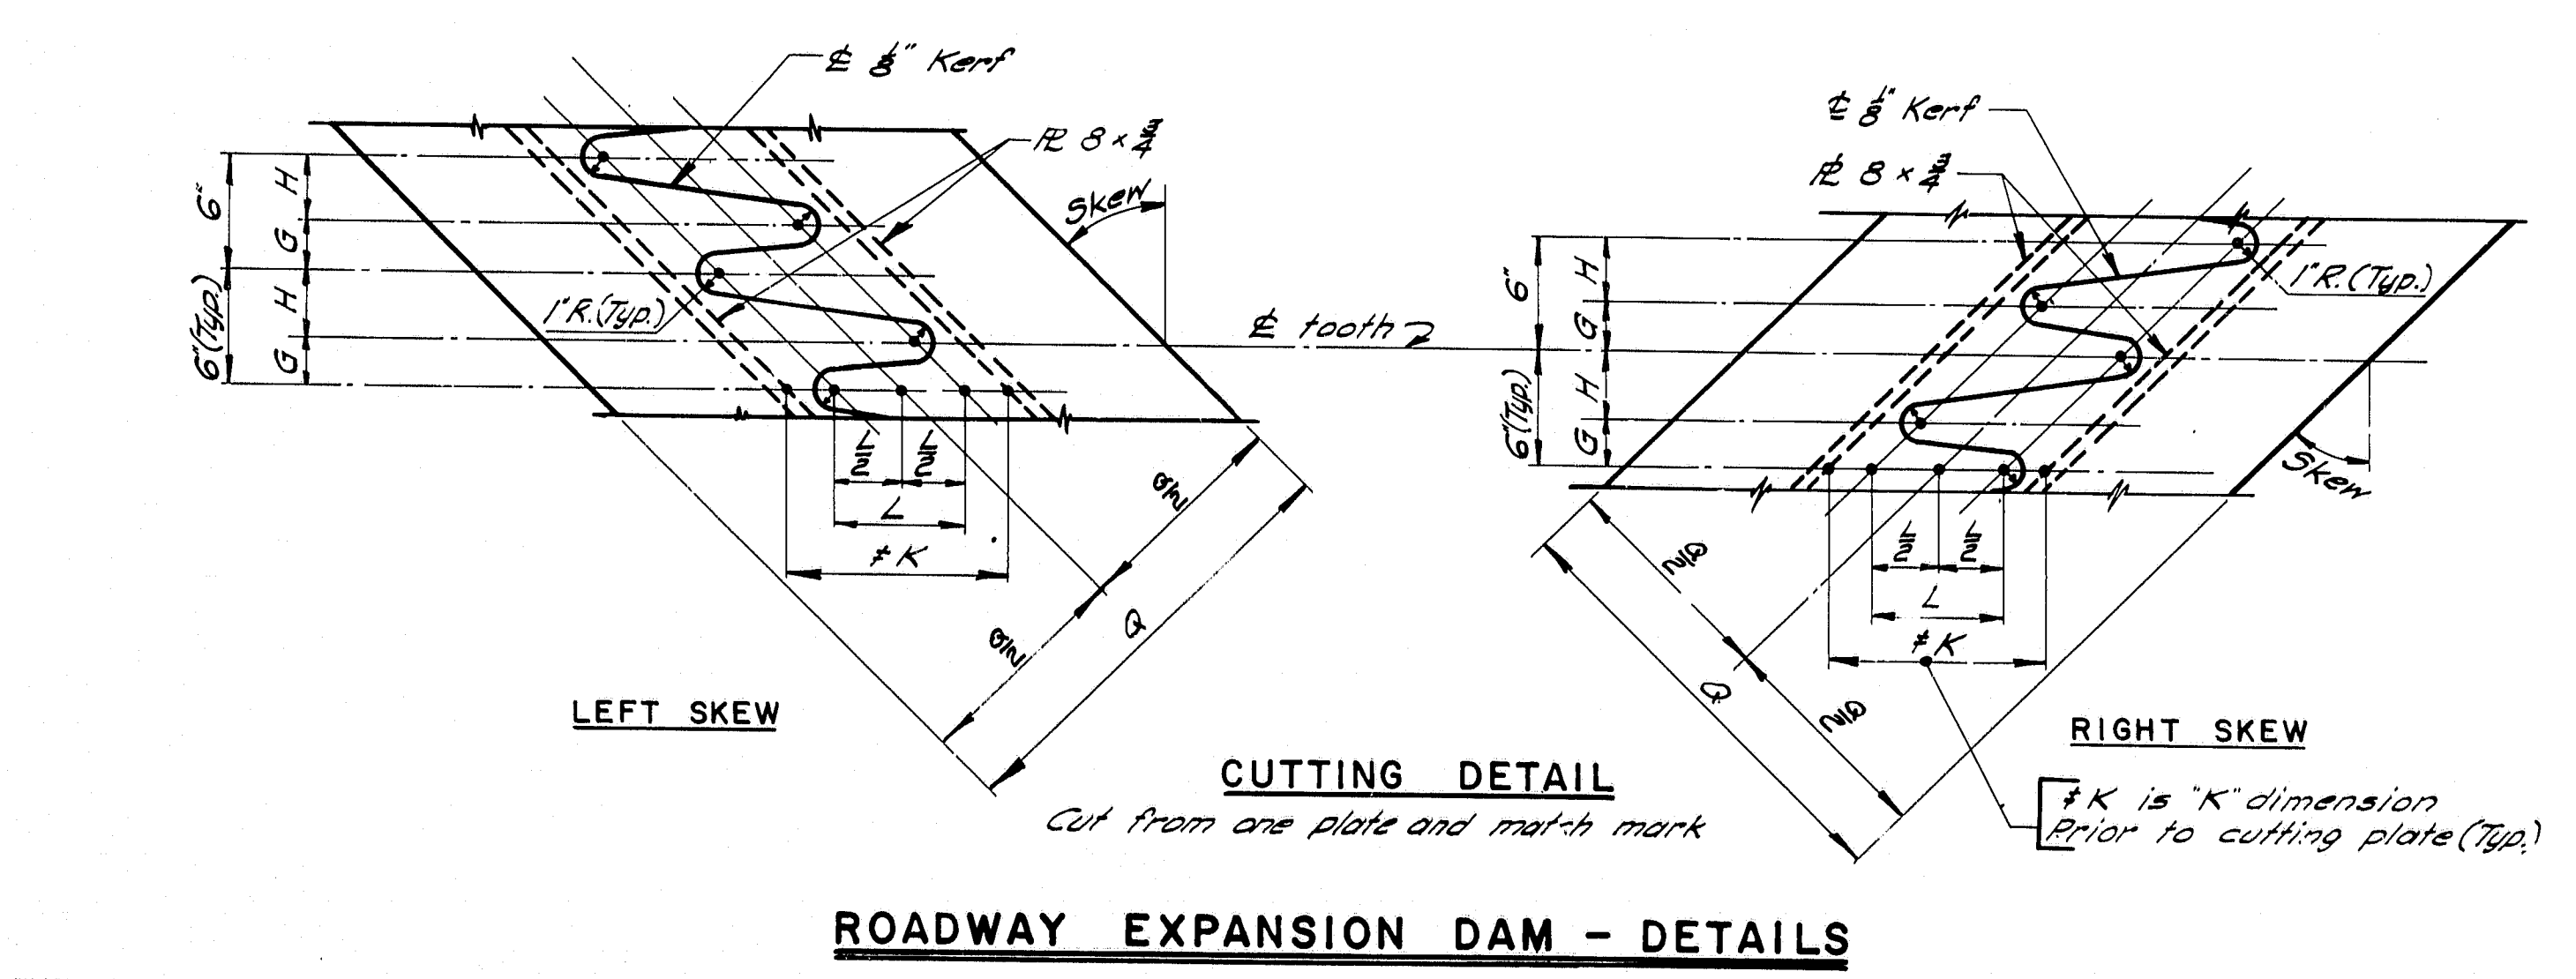 ℄ 1/8" Kerf
PL 8 x 3/4
Skew
6"
H
G
6"(Typ.)
H
G
1"R.(Typ.)
L/2
L/2
L
‡ K
Q/2
Q/2
Q
LEFT SKEW
℄ tooth
℄ 1/8" Kerf
PL 8 x 3/4
1"R.(Typ.)
6"
H
G
6"(Typ.)
H
G
Skew
L/2
L/2
L
‡ K
Q/2
Q/2
Q
RIGHT SKEW
‡ K is "K" dimension
Prior to cutting plate (Typ.)
CUTTING DETAIL
Cut from one plate and match mark
ROADWAY EXPANSION DAM - DETAILS